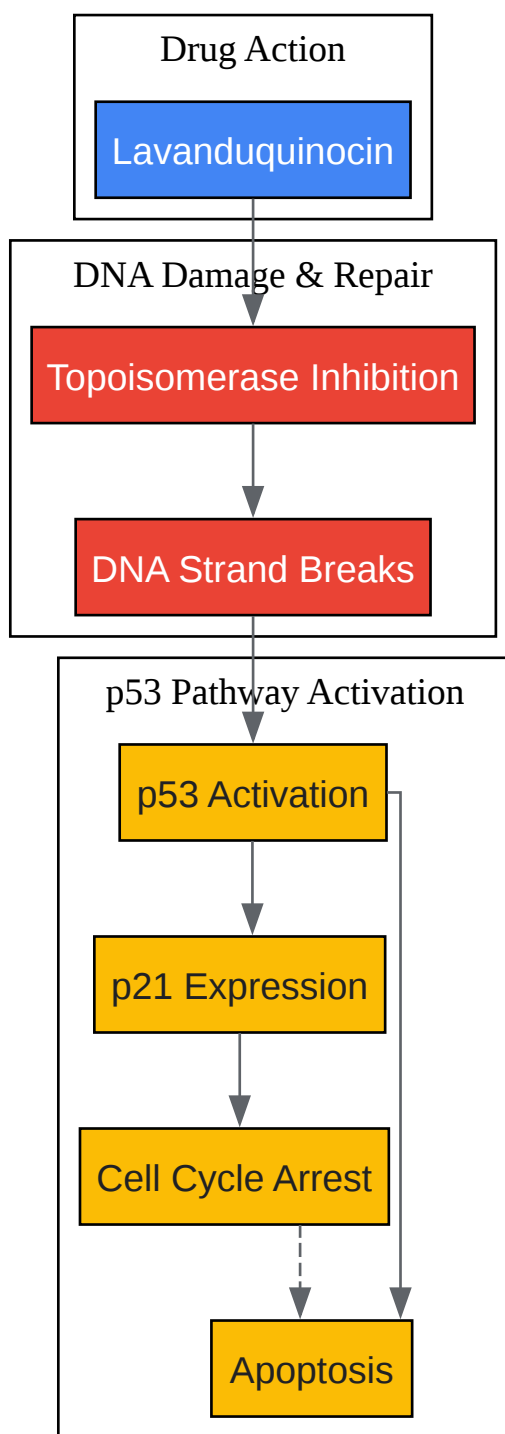 Drug Action
Lavanduquinocin
DNA Damage & Repair
Topoisomerase Inhibition
DNA Strand Breaks
p53 Pathway Activation
p53 Activation
p21 Expression
Cell Cycle Arrest
Apoptosis